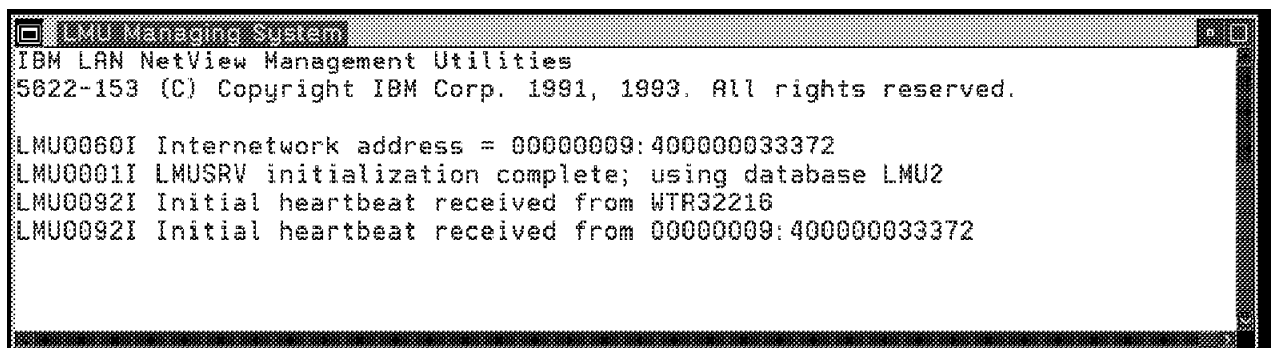 LMU Managing System
IBM LAN NetView Management Utilities
5622-153 (C) Copyright IBM Corp. 1991, 1993. All rights reserved.
LMU0060I Internetwork address = 00000009:400000033372
LMU0001I LMUSRV initialization complete; using database LMU2
LMU0092I Initial heartbeat received from WTR32216
LMU0092I Initial heartbeat received from 00000009:400000033372